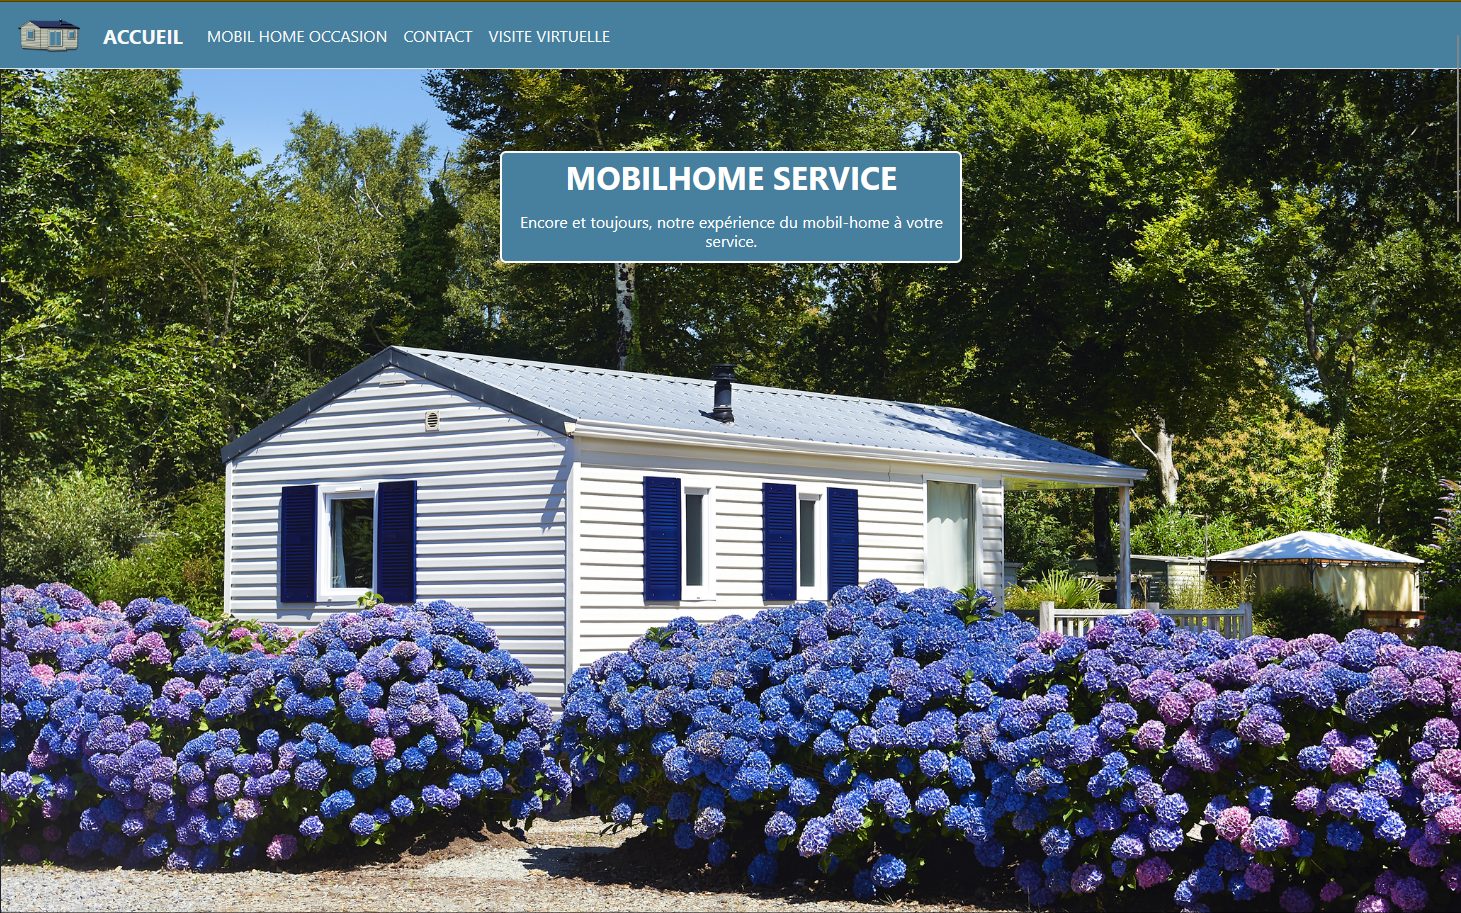 ACCUEIL MOBIL HOME OCCASION CONTACT VISITE VIRTUELLE
MOBILHOME SERVICE
Encore et toujours, notre expérience du mobil-home à votre
service.